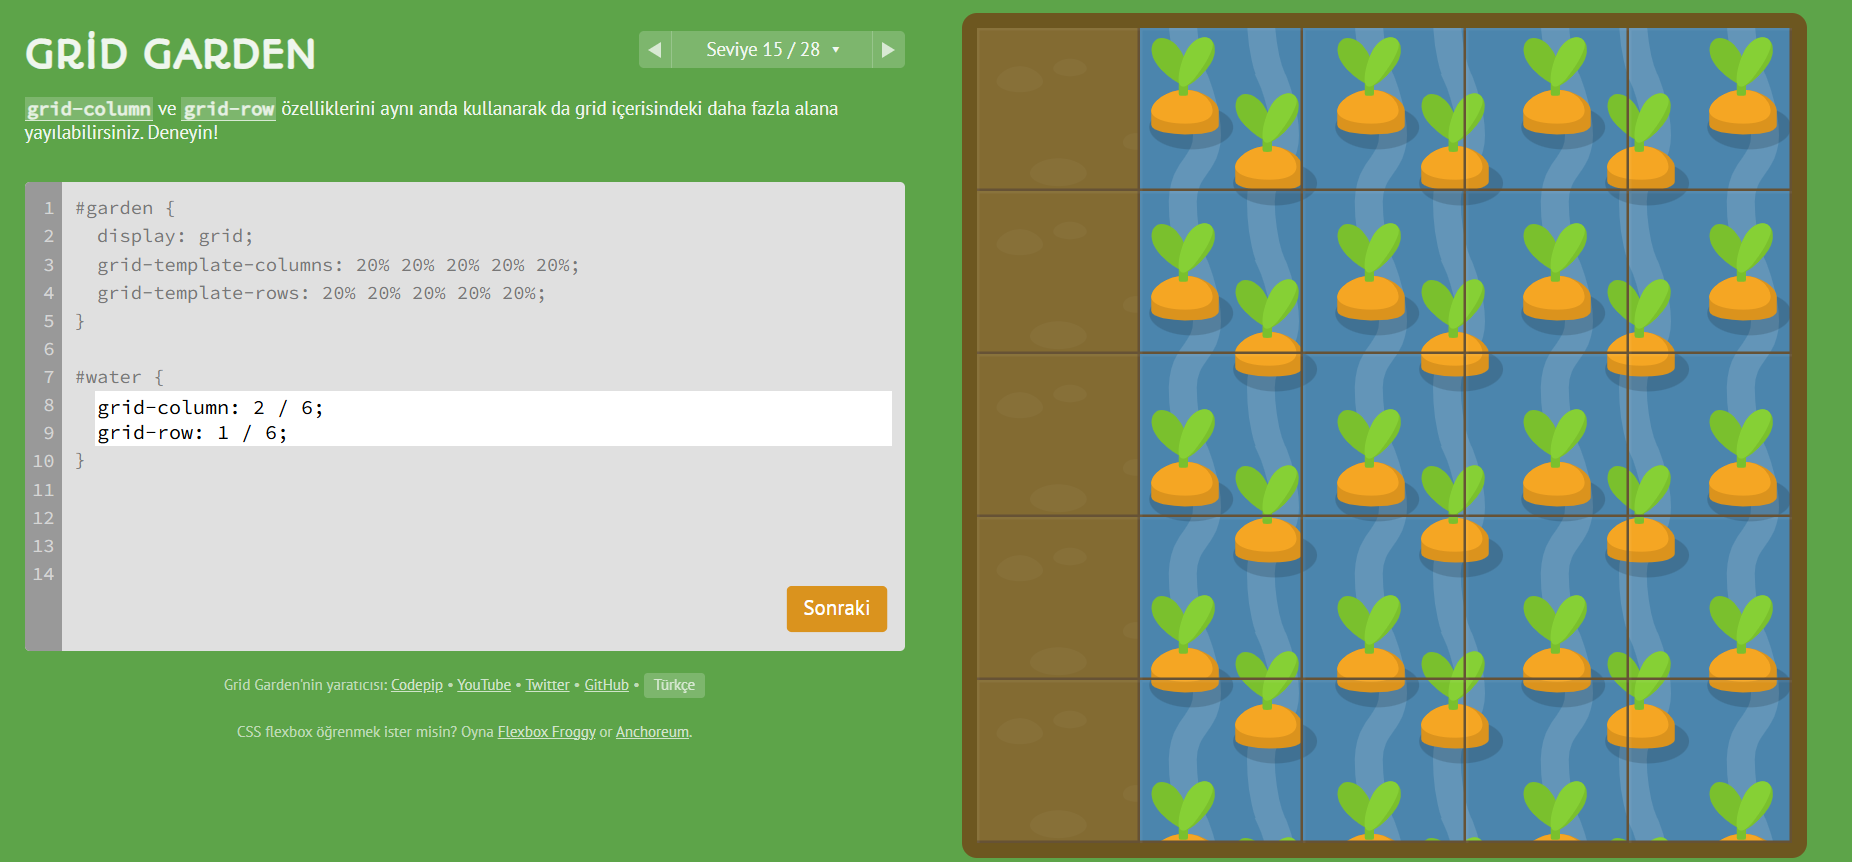 GRİD GARDEN
◀ Seviye 15 / 28 ▾ ▶
grid-column ve grid-row özelliklerini aynı anda kullanarak da grid içerisindeki daha fazla alana
yayılabilirsiniz. Deneyin!
1 #garden {
2 display: grid;
3 grid-template-columns: 20% 20% 20% 20% 20%;
4 grid-template-rows: 20% 20% 20% 20% 20%;
5 }
6
7 #water {
8 grid-column: 2 / 6;
9 grid-row: 1 / 6;
10 }
11
12
13
14
Sonraki
Grid Garden'nin yaratıcısı: Codepip • YouTube • Twitter • GitHub • Türkçe
CSS flexbox öğrenmek ister misin? Oyna Flexbox Froggy or Anchoreum.